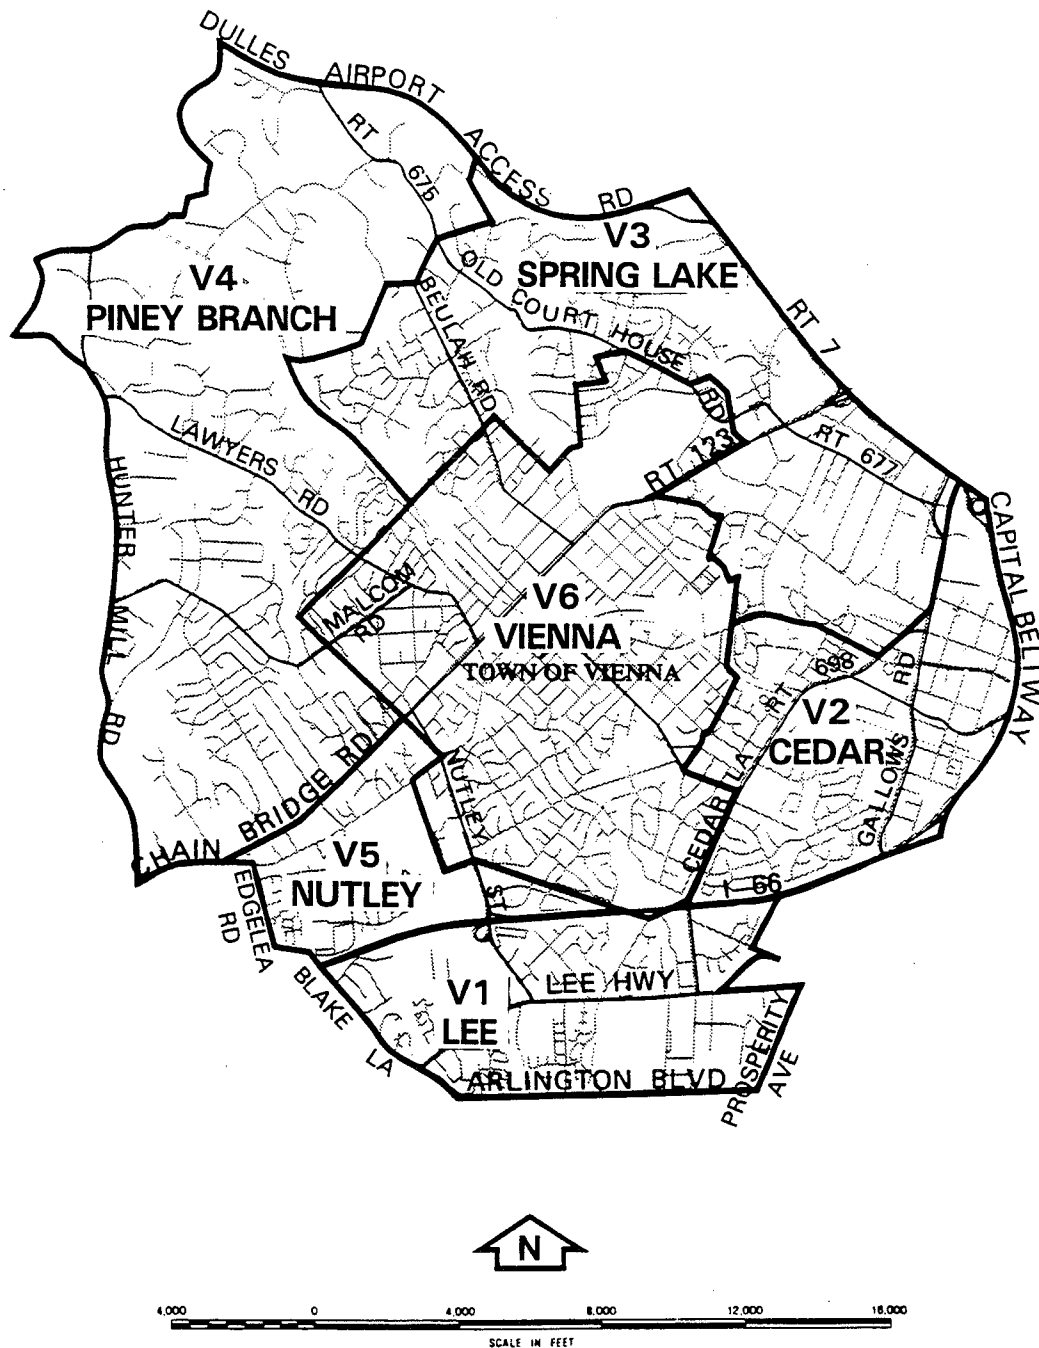 DULLES AIRPORT ACCESS RD
RT 675
V3
SPRING LAKE
V4
PINEY BRANCH
OLD COURT HOUSE RD
BEULAH RD
RT 7
LAWYERS RD
RT 123
RT 677
HUNTER MILL RD
CAPITAL BELTWAY
MALCOM RD
V6
VIENNA
TOWN OF VIENNA
RT 698
GALLOWS RD
V2
CEDAR
CHAIN BRIDGE RD
NUTLEY ST
CEDAR LA
V5
NUTLEY
I 66
EDGELEA RD
BLAKE LA
V1
LEE
LEE HWY
ARLINGTON BLVD
PROSPERITY AVE
N
4,000 0 4,000 8,000 12,000 16,000
SCALE IN FEET